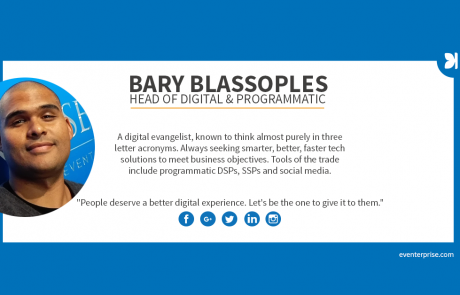 BARY BLASSOPLES
HEAD OF DIGITAL & PROGRAMMATIC
A digital evangelist, known to think almost purely in three
letter acronyms. Always seeking smarter, better, faster tech
solutions to meet business objectives. Tools of the trade
include programmatic DSPs, SSPs and social media.
"People deserve a better digital experience. Let's be the one to give it to them."
eventerprise.com